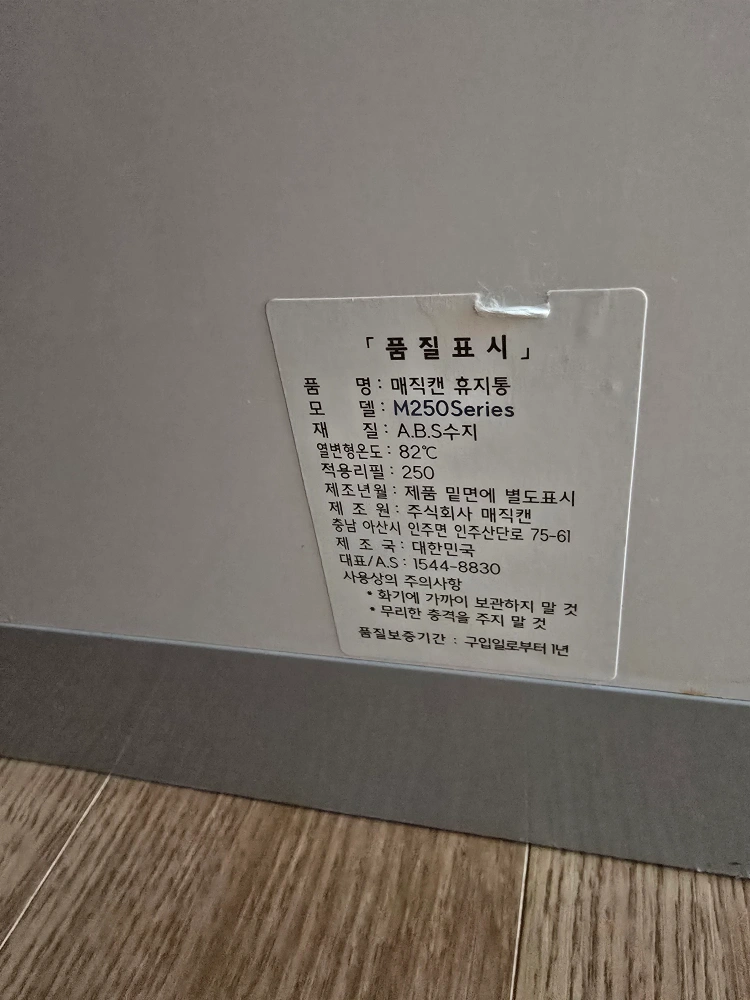 「품질표시」
품 명 : 매직캔 휴지통
모 델 : M250Series
재 질 : A.B.S수지
열변형온도 : 82℃
적용리필 : 250
제조년월 : 제품 밑면에 별도표시
제 조 원 : 주식회사 매직캔
충남 아산시 인주면 인주산단로 75-61
제 조 국 : 대한민국
대표/A.S : 1544-8830
사용상의 주의사항
* 화기에 가까이 보관하지 말 것
* 무리한 충격을 주지 말 것
품질보증기간 : 구입일로부터 1년